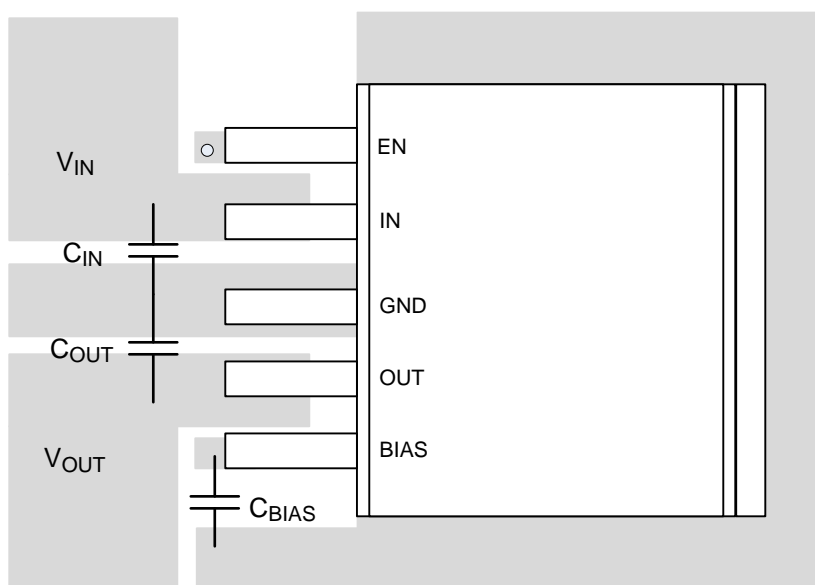 EN
V_IN
IN
C_IN
GND
C_OUT
OUT
BIAS
V_OUT
C_BIAS